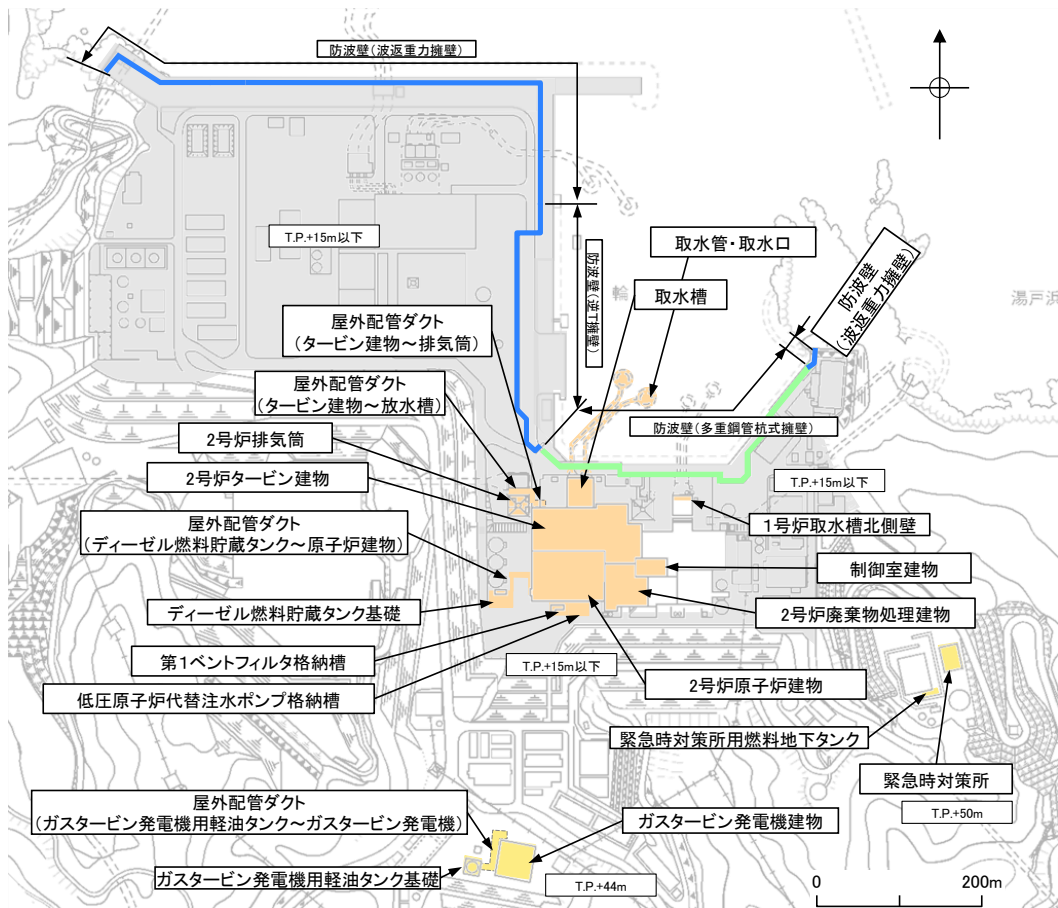 防波壁(波返重力擁壁)
T.P.+15m以下
取水管・取水口
取水槽
輪
防波壁(逆T擁壁)
防波壁
(波返重力擁壁)
湯戸浜
屋外配管ダクト
(タービン建物～排気筒)
屋外配管ダクト
(タービン建物～放水槽)
防波壁(多重鋼管杭式擁壁)
2号炉排気筒
2号炉タービン建物
T.P.+15m以下
屋外配管ダクト
(ディーゼル燃料貯蔵タンク～原子炉建物)
1号炉取水槽北側壁
制御室建物
ディーゼル燃料貯蔵タンク基礎
2号炉廃棄物処理建物
第1ベントフィルタ格納槽
T.P.+15m以下
2号炉原子炉建物
低圧原子炉代替注水ポンプ格納槽
緊急時対策所用燃料地下タンク
緊急時対策所
T.P.+50m
屋外配管ダクト
(ガスタービン発電機用軽油タンク～ガスタービン発電機)
ガスタービン発電機建物
ガスタービン発電機用軽油タンク基礎
T.P.+44m
0 200m